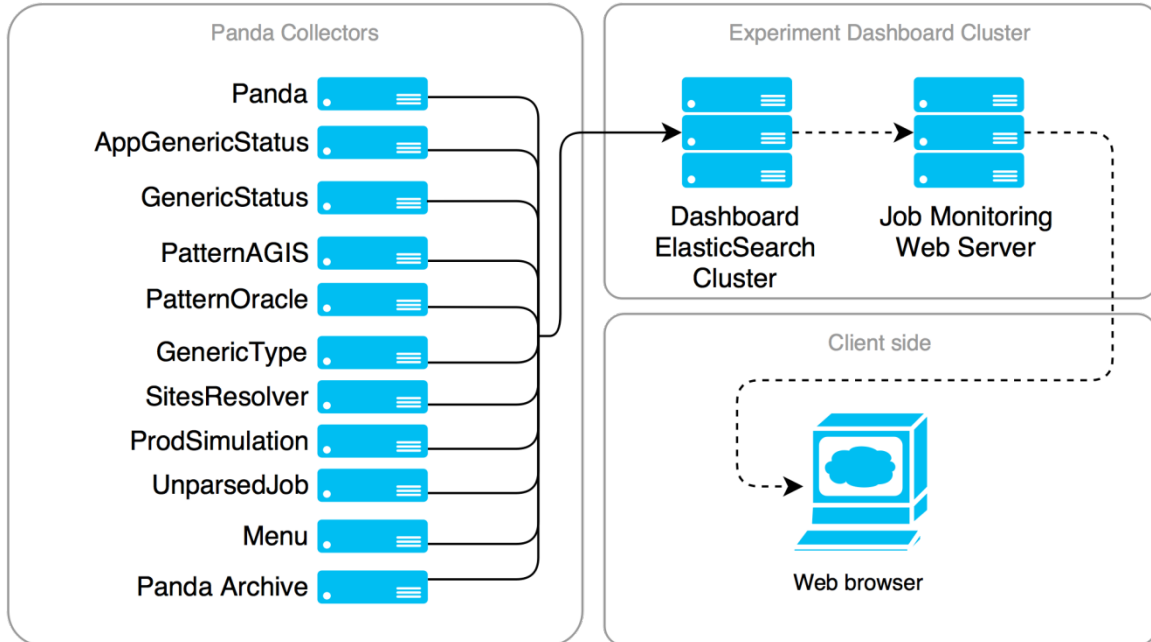 Panda Collectors
Panda
AppGenericStatus
GenericStatus
PatternAGIS
PatternOracle
GenericType
SitesResolver
ProdSimulation
UnparsedJob
Menu
Panda Archive
Experiment Dashboard Cluster
Dashboard
ElasticSearch
Cluster
Job Monitoring
Web Server
Client side
Web browser